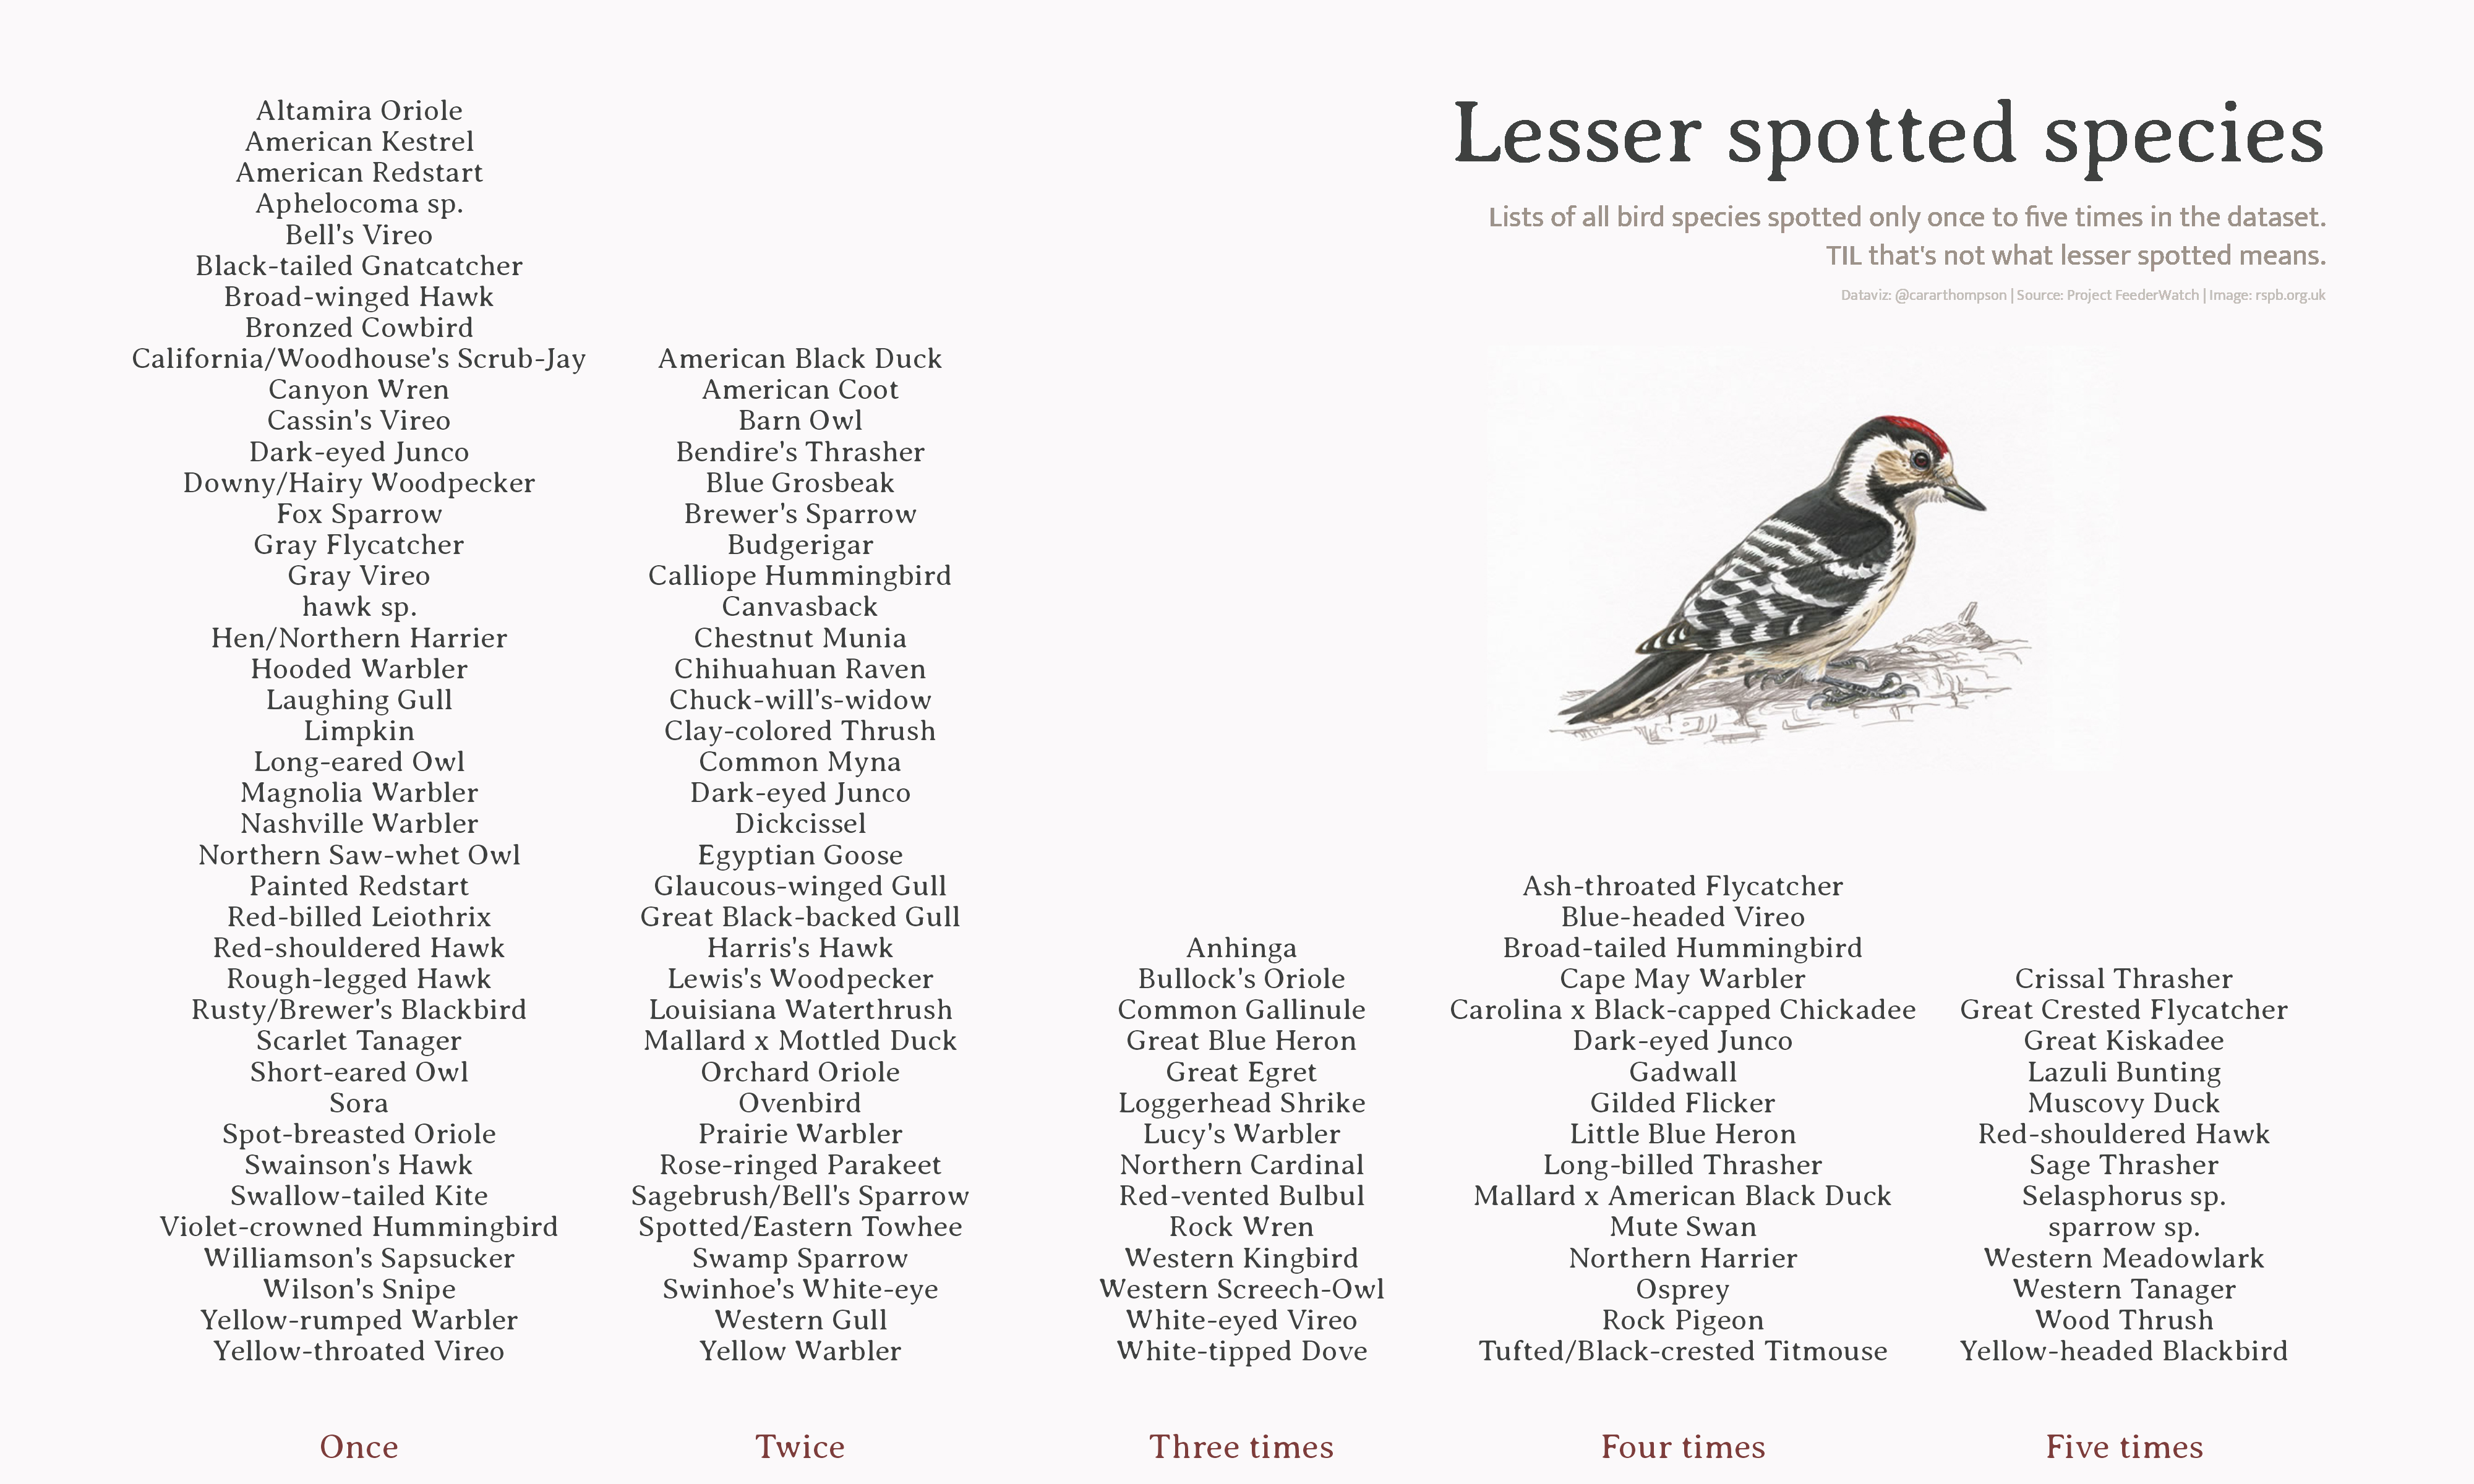 Lesser spotted species
Lists of all bird species spotted only once to five times in the dataset.
TIL that's not what lesser spotted means.
Dataviz: @cararthompson | Source: Project FeederWatch | Image: rspb.org.uk
Altamira Oriole
American Kestrel
American Redstart
Aphelocoma sp.
Bell's Vireo
Black-tailed Gnatcatcher
Broad-winged Hawk
Bronzed Cowbird
California/Woodhouse's Scrub-Jay
Canyon Wren
Cassin's Vireo
Dark-eyed Junco
Downy/Hairy Woodpecker
Fox Sparrow
Gray Flycatcher
Gray Vireo
hawk sp.
Hen/Northern Harrier
Hooded Warbler
Laughing Gull
Limpkin
Long-eared Owl
Magnolia Warbler
Nashville Warbler
Northern Saw-whet Owl
Painted Redstart
Red-billed Leiothrix
Red-shouldered Hawk
Rough-legged Hawk
Rusty/Brewer's Blackbird
Scarlet Tanager
Short-eared Owl
Sora
Spot-breasted Oriole
Swainson's Hawk
Swallow-tailed Kite
Violet-crowned Hummingbird
Williamson's Sapsucker
Wilson's Snipe
Yellow-rumped Warbler
Yellow-throated Vireo
Once
American Black Duck
American Coot
Barn Owl
Bendire's Thrasher
Blue Grosbeak
Brewer's Sparrow
Budgerigar
Calliope Hummingbird
Canvasback
Chestnut Munia
Chihuahuan Raven
Chuck-will's-widow
Clay-colored Thrush
Common Myna
Dark-eyed Junco
Dickcissel
Egyptian Goose
Glaucous-winged Gull
Great Black-backed Gull
Harris's Hawk
Lewis's Woodpecker
Louisiana Waterthrush
Mallard x Mottled Duck
Orchard Oriole
Ovenbird
Prairie Warbler
Rose-ringed Parakeet
Sagebrush/Bell's Sparrow
Spotted/Eastern Towhee
Swamp Sparrow
Swinhoe's White-eye
Western Gull
Yellow Warbler
Twice
Anhinga
Bullock's Oriole
Common Gallinule
Great Blue Heron
Great Egret
Loggerhead Shrike
Lucy's Warbler
Northern Cardinal
Red-vented Bulbul
Rock Wren
Western Kingbird
Western Screech-Owl
White-eyed Vireo
White-tipped Dove
Three times
Ash-throated Flycatcher
Blue-headed Vireo
Broad-tailed Hummingbird
Cape May Warbler
Carolina x Black-capped Chickadee
Dark-eyed Junco
Gadwall
Gilded Flicker
Little Blue Heron
Long-billed Thrasher
Mallard x American Black Duck
Mute Swan
Northern Harrier
Osprey
Rock Pigeon
Tufted/Black-crested Titmouse
Four times
Crissal Thrasher
Great Crested Flycatcher
Great Kiskadee
Lazuli Bunting
Muscovy Duck
Red-shouldered Hawk
Sage Thrasher
Selasphorus sp.
sparrow sp.
Western Meadowlark
Western Tanager
Wood Thrush
Yellow-headed Blackbird
Five times